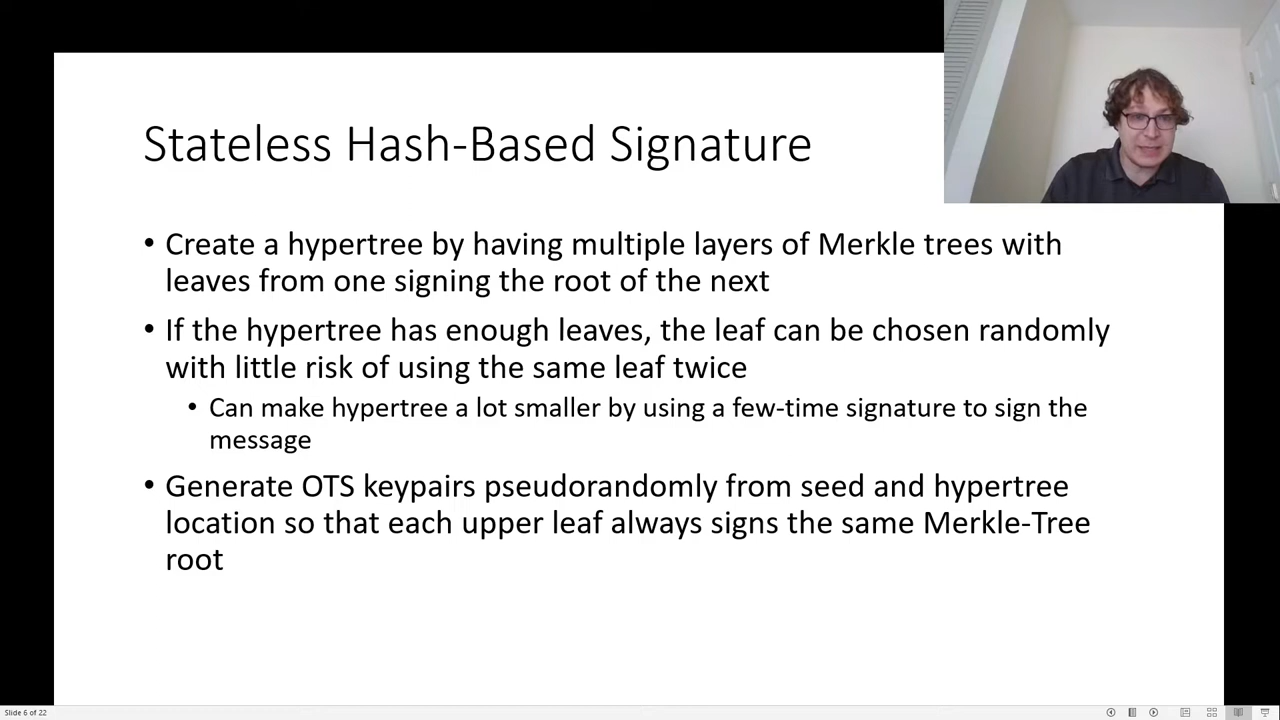 Stateless Hash-Based Signature
• Create a hypertree by having multiple layers of Merkle trees with
leaves from one signing the root of the next
• If the hypertree has enough leaves, the leaf can be chosen randomly
with little risk of using the same leaf twice
• Can make hypertree a lot smaller by using a few-time signature to sign the
message
• Generate OTS keypairs pseudorandomly from seed and hypertree
location so that each upper leaf always signs the same Merkle-Tree
root
Slide 6 of 22